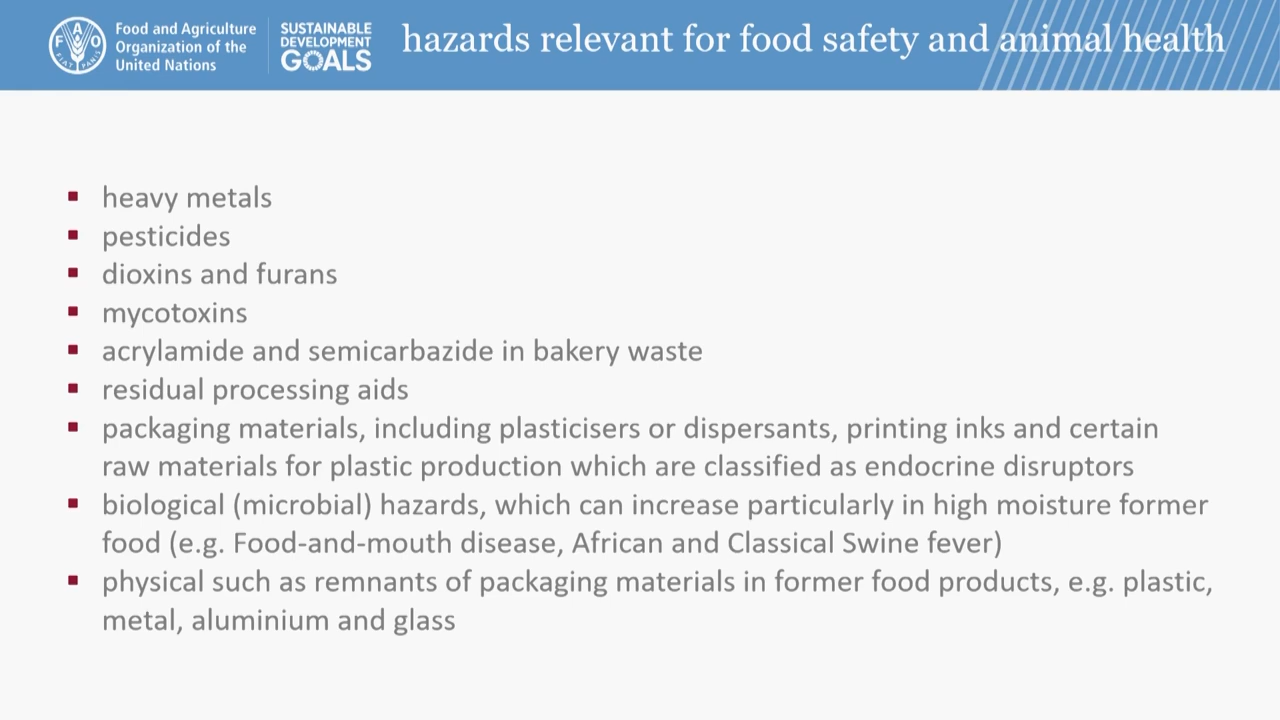 Food and Agriculture
Organization of the
United Nations
SUSTAINABLE
DEVELOPMENT
GOALS
hazards relevant for food safety and animal health
▪ heavy metals
▪ pesticides
▪ dioxins and furans
▪ mycotoxins
▪ acrylamide and semicarbazide in bakery waste
▪ residual processing aids
▪ packaging materials, including plasticisers or dispersants, printing inks and certain
raw materials for plastic production which are classified as endocrine disruptors
▪ biological (microbial) hazards, which can increase particularly in high moisture former
food (e.g. Food-and-mouth disease, African and Classical Swine fever)
▪ physical such as remnants of packaging materials in former food products, e.g. plastic,
metal, aluminium and glass